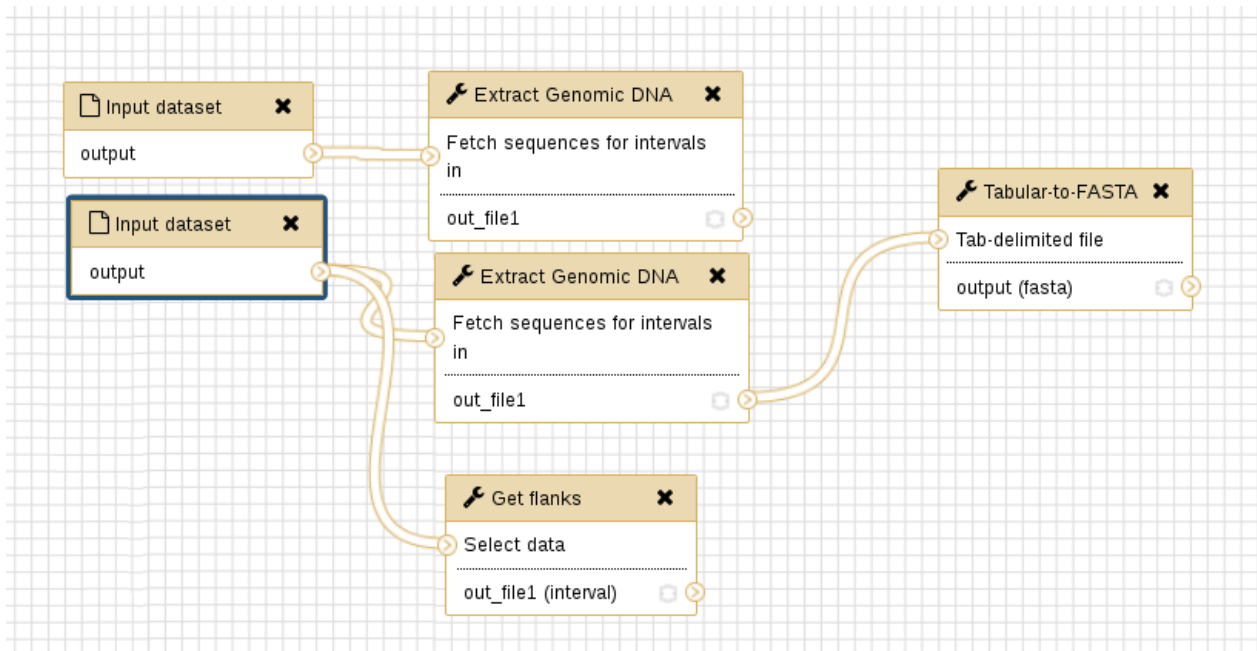 Input dataset
output
Input dataset
output
Extract Genomic DNA
Fetch sequences for intervals
in
out_file1
Extract Genomic DNA
Fetch sequences for intervals
in
out_file1
Get flanks
Select data
out_file1 (interval)
Tabular-to-FASTA
Tab-delimited file
output (fasta)